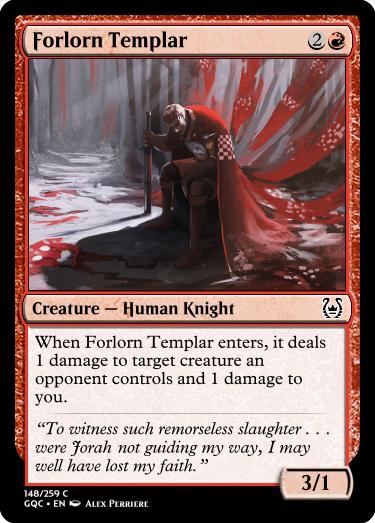 Forlorn Templar
2
Creature — Human Knight
When Forlorn Templar enters, it deals
1 damage to target creature an
opponent controls and 1 damage to
you.
“To witness such remorseless slaughter . . .
were Jorah not guiding my way, I may
well have lost my faith.”
3/1
148/259 C
GQC • EN Alex Perriere